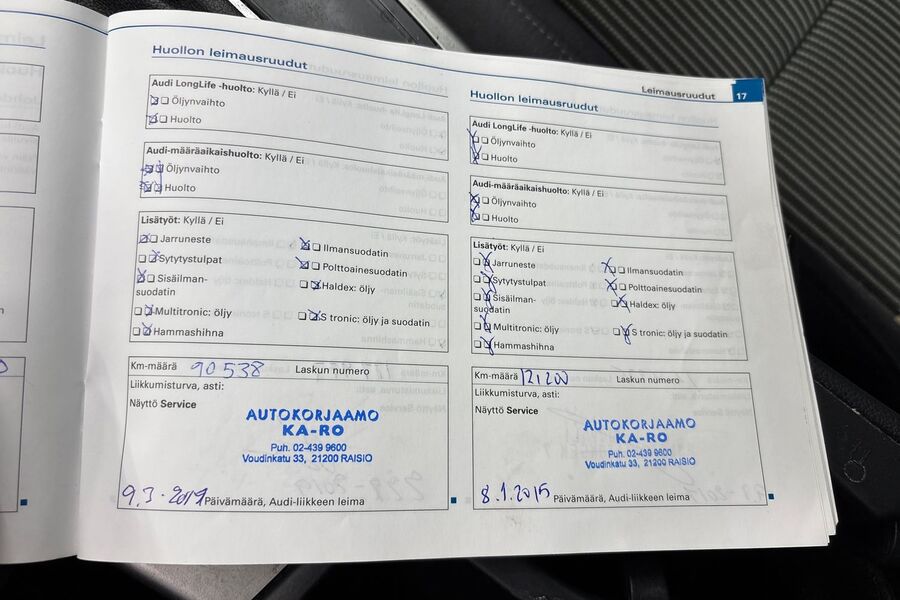 Huollon leimausruudut
Audi LongLife -huolto: Kyllä / Ei
Öljynvaihto
Huolto
Audi-määräaikaishuolto: Kyllä / Ei
Öljynvaihto
Huolto
Lisätyöt: Kyllä / Ei
Jarruneste
Sytytystulpat
Sisäilman-
suodatin
Multitronic: öljy
Hammashihna
Ilmansuodatin
Polttoainesuodatin
Haldex: öljy
S tronic: öljy ja suodatin
Km-määrä 90538 Laskun numero
Liikkumisturva, asti:
Näyttö Service
AUTOKORJAAMO
KA-RO
Puh. 02-439 9600
Voudinkatu 33, 21200 RAISIO
Päivämäärä, Audi-liikkeen leima
Leimausruudut 17
Huollon leimausruudut
Audi LongLife -huolto: Kyllä / Ei
Öljynvaihto
Huolto
Audi-määräaikaishuolto: Kyllä / Ei
Öljynvaihto
Huolto
Lisätyöt: Kyllä / Ei
Jarruneste
Sytytystulpat
Sisäilman-
suodatin
Multitronic: öljy
Hammashihna
Ilmansuodatin
Polttoainesuodatin
Haldex: öljy
S tronic: öljy ja suodatin
Km-määrä 121200 Laskun numero
Liikkumisturva, asti:
Näyttö Service
AUTOKORJAAMO
KA-RO
Puh. 02-439 9600
Voudinkatu 33, 21200 RAISIO
8.1.2015 Päivämäärä, Audi-liikkeen leima